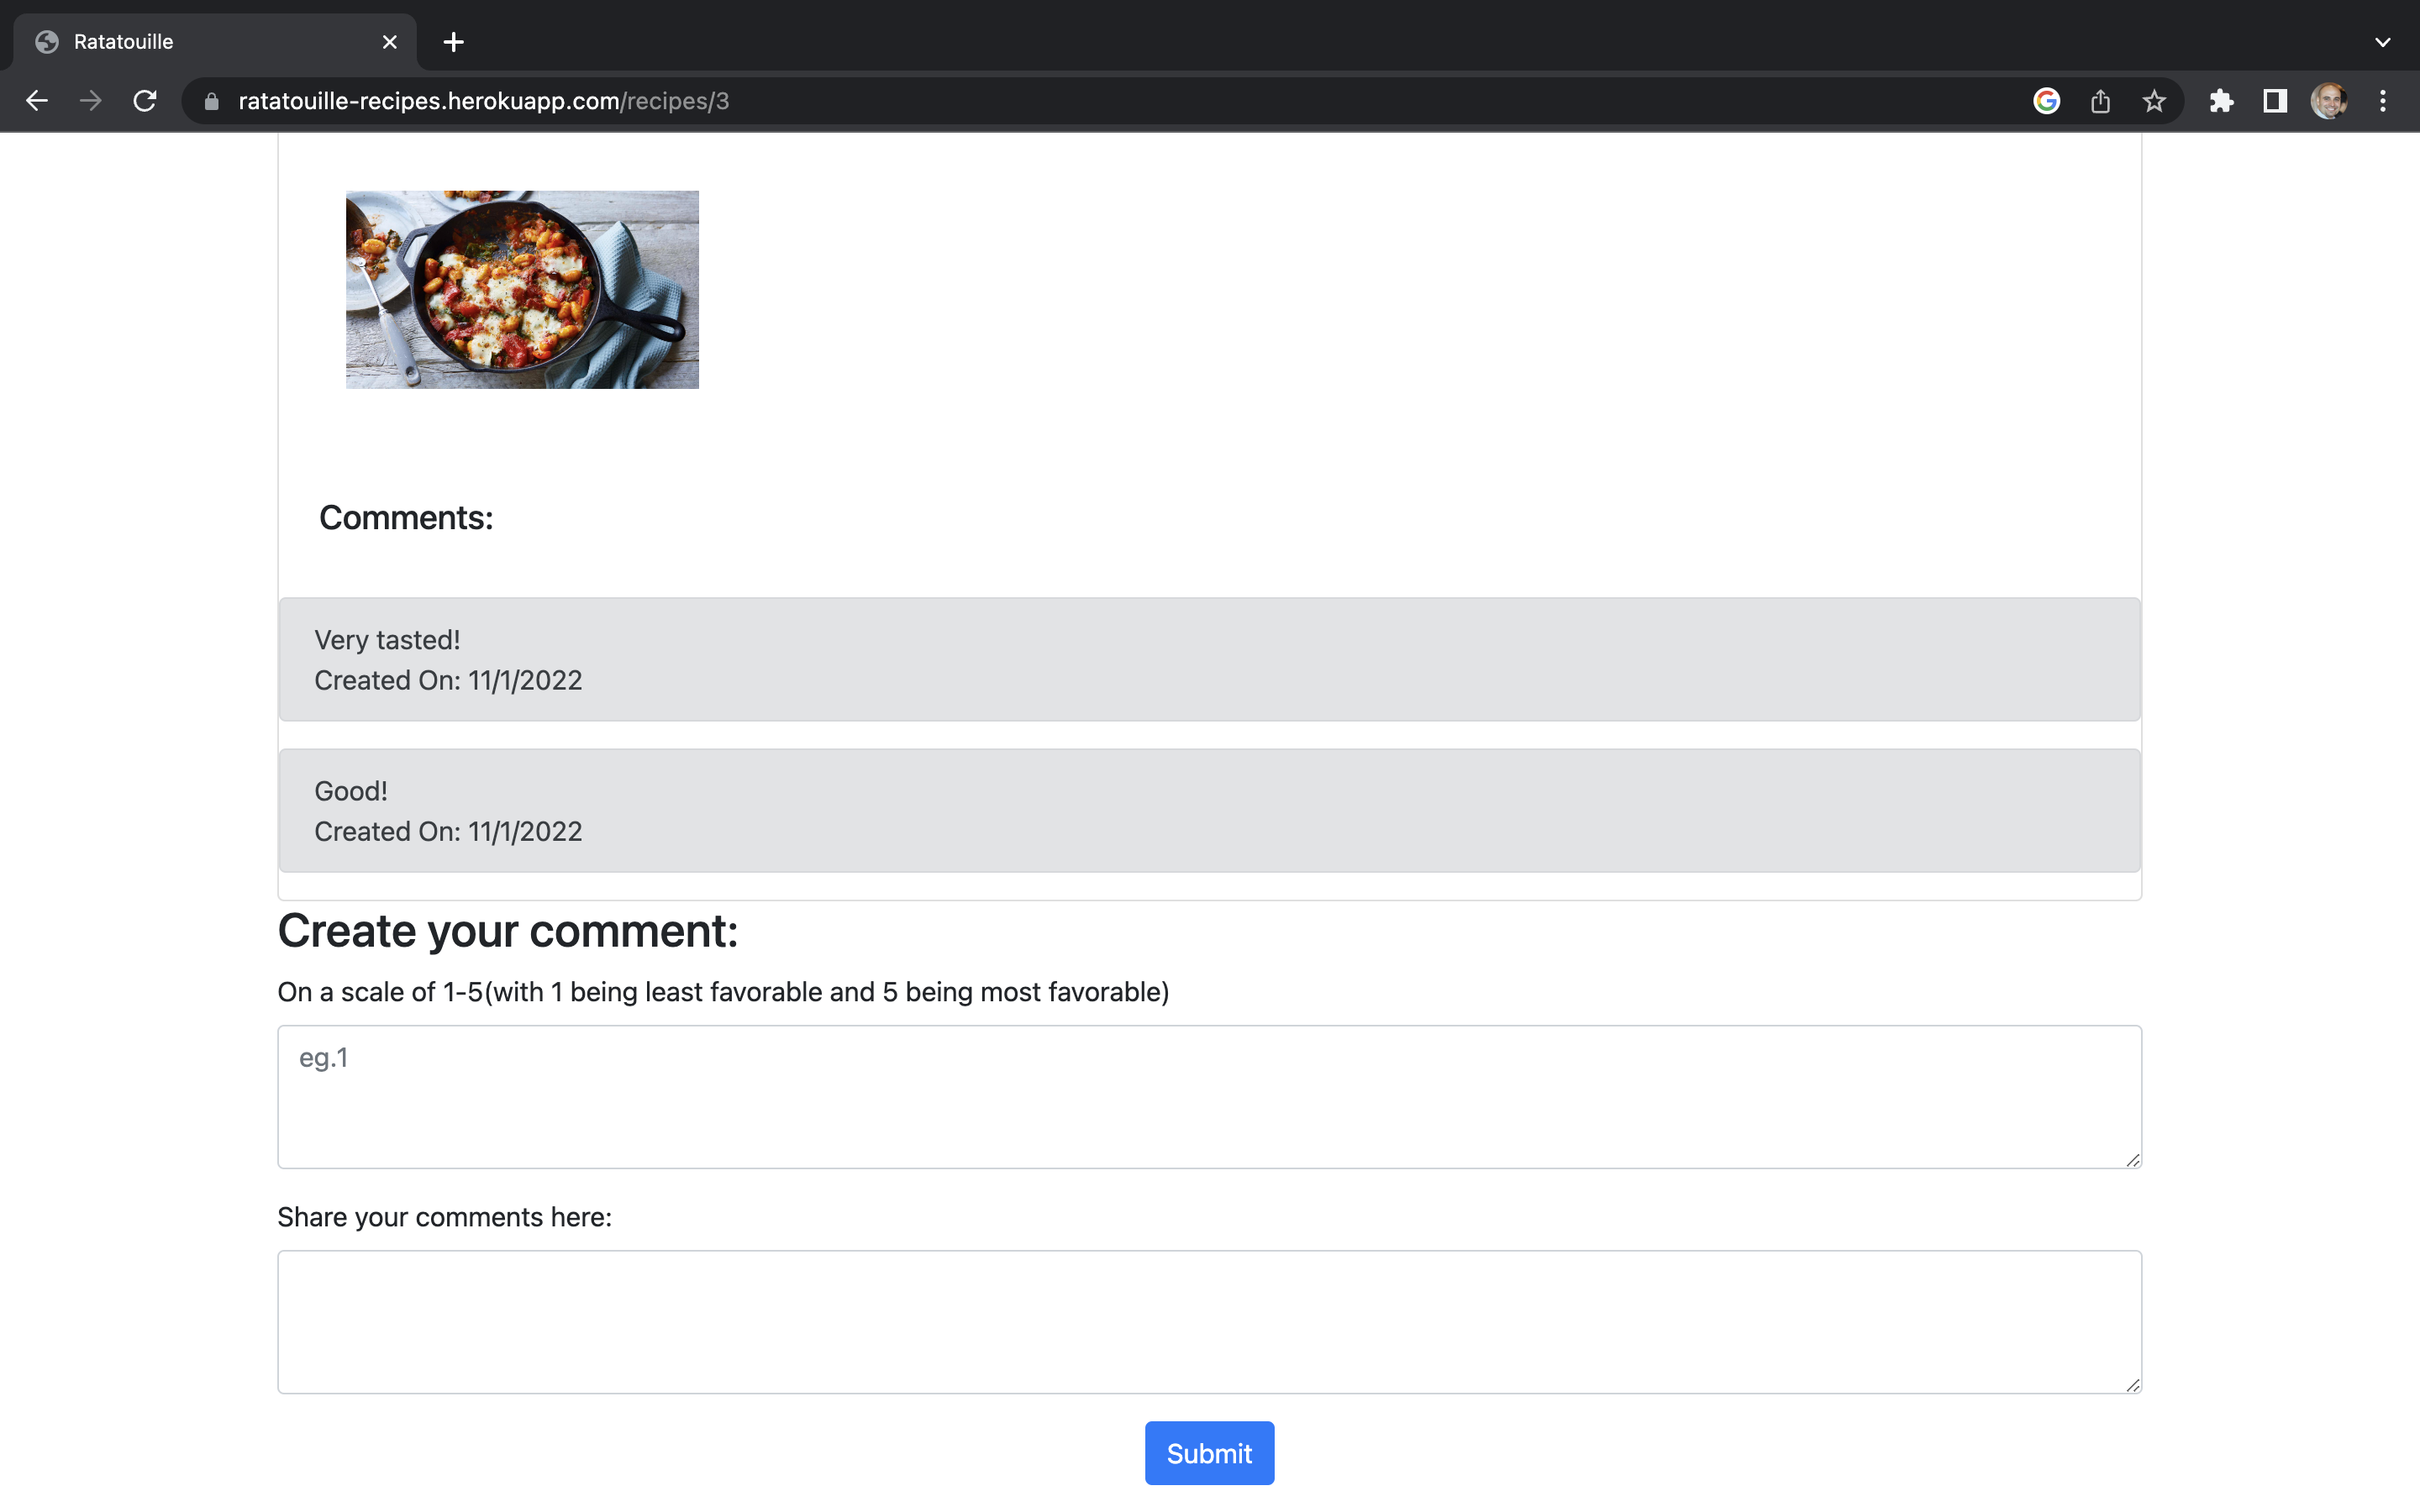 Ratatouille
ratatouille-recipes.herokuapp.com/recipes/3
Comments:
Very tasted!
Created On: 11/1/2022
Good!
Created On: 11/1/2022
Create your comment:
On a scale of 1-5(with 1 being least favorable and 5 being most favorable)
eg.1
Share your comments here:
Submit